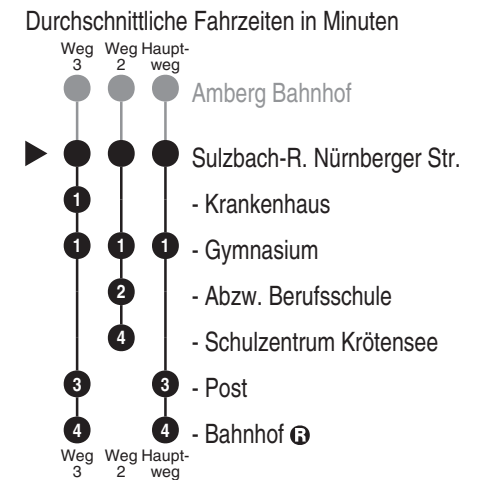 Durchschnittliche Fahrzeiten in Minuten
Weg Weg Haupt-
3 2 weg
Amberg Bahnhof
Sulzbach-R. Nürnberger Str.
1 - Krankenhaus
1 1 1 - Gymnasium
2 - Abzw. Berufsschule
4 - Schulzentrum Krötensee
3 3 - Post
4 4 - Bahnhof R
Weg Weg Haupt-
3 2 weg